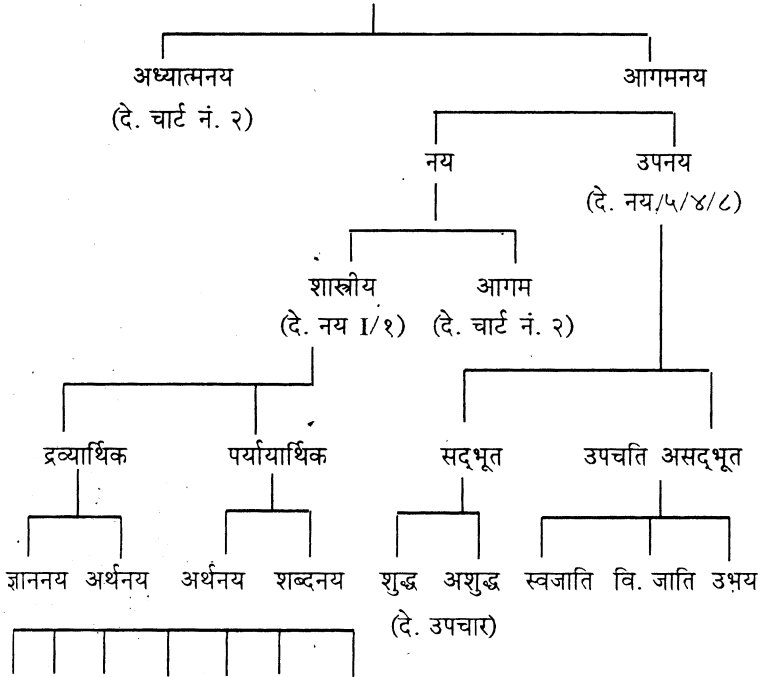 अध्यात्मनय आगमनय
(दे. चार्ट नं. २)
नय उपनय
(दे. नय/५/४/८)
शास्त्रीय आगम
(दे. नय I/१) (दे. चार्ट नं. २)
द्रव्यार्थिक पर्यायार्थिक सद्भूत उपचति असद्भूत
ज्ञाननय अर्थनय अर्थनय शब्दनय शुद्ध अशुद्ध स्वजाति वि. जाति उभय
(दे. उपचार)